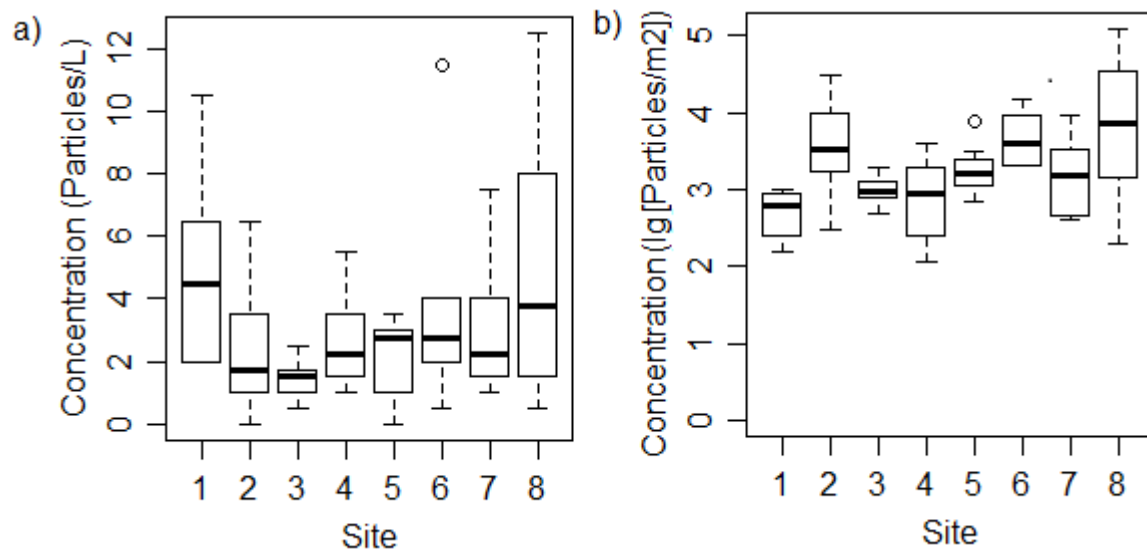 a)
Concentration (Particles/L)
12
10
8
6
4
2
0
1 2 3 4 5 6 7 8
Site
b)
Concentration (lg[Particles/m2])
5
4
3
2
1
0
1 2 3 4 5 6 7 8
Site